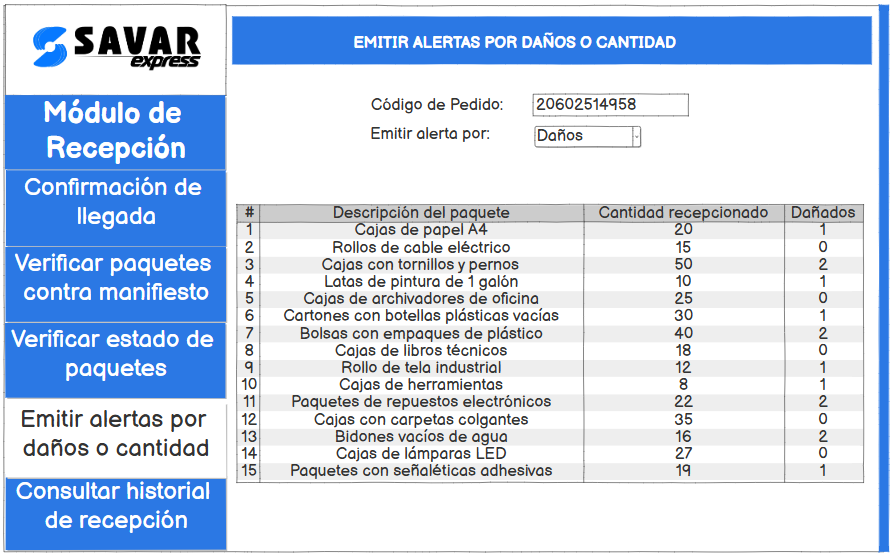 SAVAR
express
Módulo de
Recepción
Confirmación de
llegada
Verificar paquetes
contra manifiesto
Verificar estado de
paquetes
Emitir alertas por
daños o cantidad
Consultar historial
de recepción
EMITIR ALERTAS POR DAÑOS O CANTIDAD
Código de Pedido: 20602514958
Emitir alerta por: Daños
# Descripción del paquete Cantidad recepcionado Dañados
1 Cajas de papel A4 20 1
2 Rollos de cable eléctrico 15 0
3 Cajas con tornillos y pernos 50 2
4 Latas de pintura de 1 galón 10 1
5 Cajas de archivadores de oficina 25 0
6 Cartones con botellas plásticas vacías 30 1
7 Bolsas con empaques de plástico 40 2
8 Cajas de libros técnicos 18 0
9 Rollo de tela industrial 12 1
10 Cajas de herramientas 8 1
11 Paquetes de repuestos electrónicos 22 2
12 Cajas con carpetas colgantes 35 0
13 Bidones vacíos de agua 16 2
14 Cajas de lámparas LED 27 0
15 Paquetes con señaléticas adhesivas 19 1